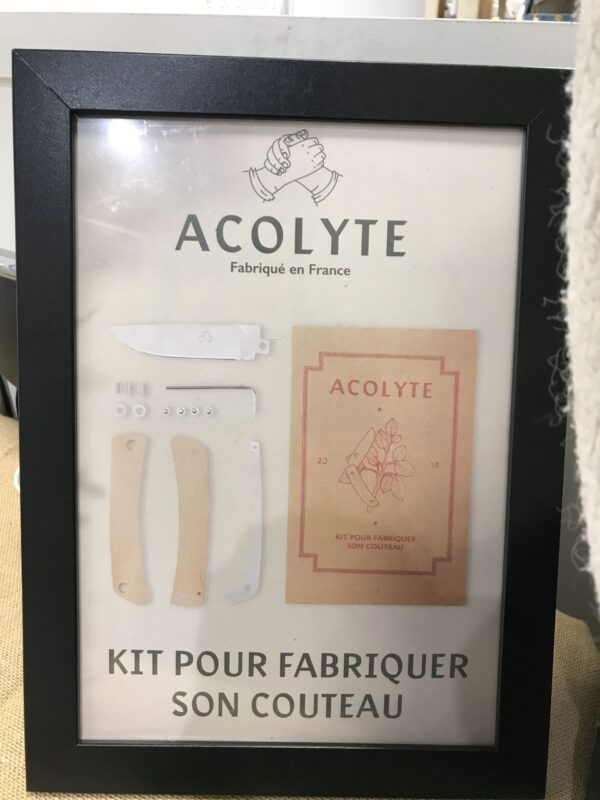 ACOLYTE
Fabriqué en France
ACOLYTE
KIT POUR FABRIQUER
SON COUTEAU
KIT POUR FABRIQUER
SON COUTEAU